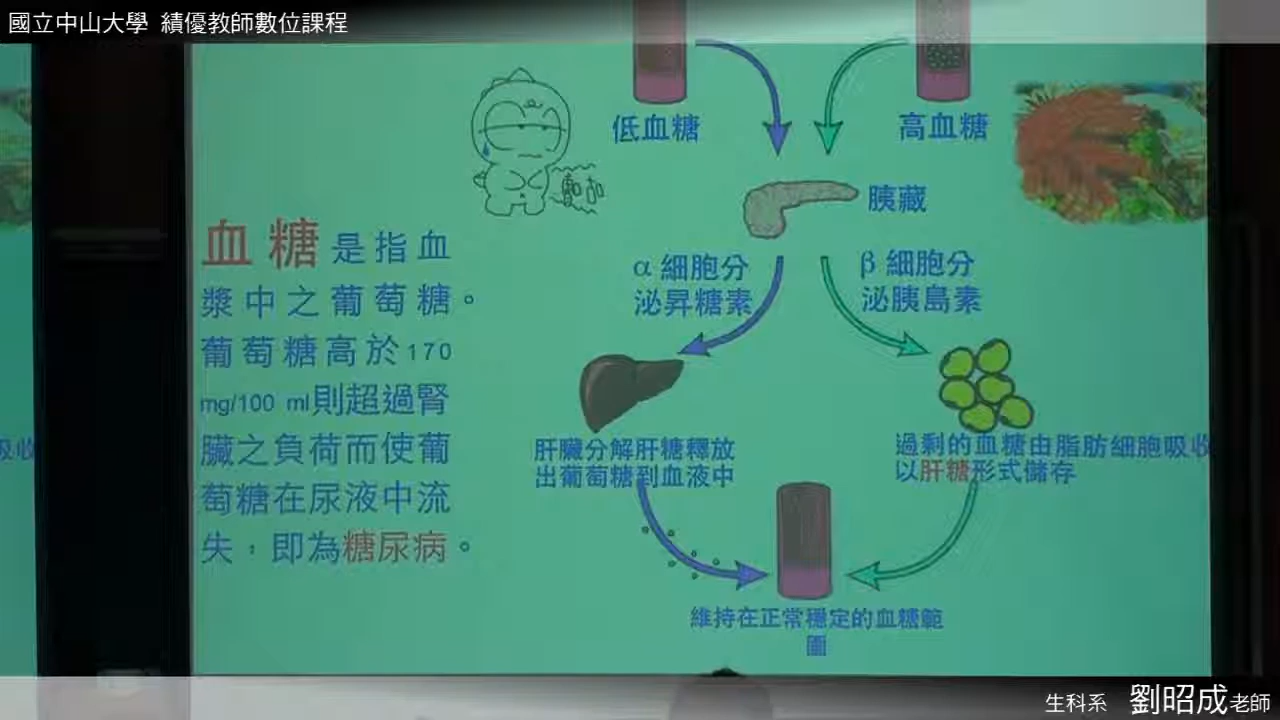 國立中山大學 績優教師數位課程
低血糖
高血糖
胰藏
血糖是指血
漿中之葡萄糖。
葡萄糖高於170
mg/100 ml則超過腎
臟之負荷而使葡
萄糖在尿液中流
失，即為糖尿病。
α細胞分
泌昇糖素
β細胞分
泌胰島素
肝臟分解肝糖釋放
出葡萄糖到血液中
過剩的血糖由脂肪細胞吸收
以肝糖形式儲存
維持在正常穩定的血糖範
圍
吸收
生科系 劉昭成老師